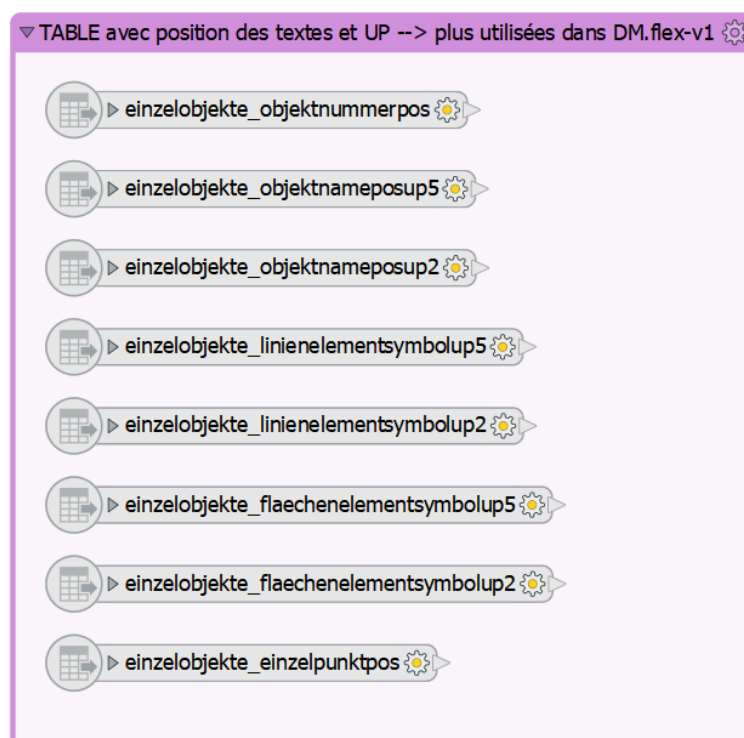 TABLE avec position des textes et UP --> plus utilisées dans DM.flex-v1
einzelobjekte_objektnummerpos
einzelobjekte_objektnameposup5
einzelobjekte_objektnameposup2
einzelobjekte_linienelementsymbolup5
einzelobjekte_linienelementsymbolup2
einzelobjekte_flaechenelementsymbolup5
einzelobjekte_flaechenelementsymbolup2
einzelobjekte_einzelpunktpos